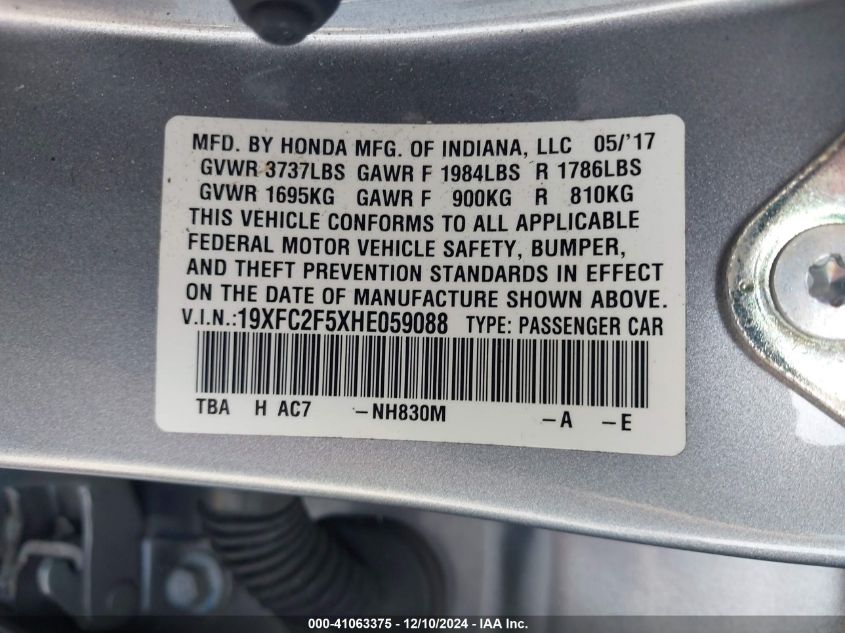 MFD. BY HONDA MFG. OF INDIANA, LLC 05/'17
GVWR 3737LBS GAWR F 1984LBS R 1786LBS
GVWR 1695KG GAWR F 900KG R 810KG
THIS VEHICLE CONFORMS TO ALL APPLICABLE
FEDERAL MOTOR VEHICLE SAFETY, BUMPER,
AND THEFT PREVENTION STANDARDS IN EFFECT
ON THE DATE OF MANUFACTURE SHOWN ABOVE.
V.I.N.:19XFC2F5XHE059088 TYPE: PASSENGER CAR
TBA H AC7 -NH830M -A -E
000-41063375 - 12/10/2024 - IAA Inc.